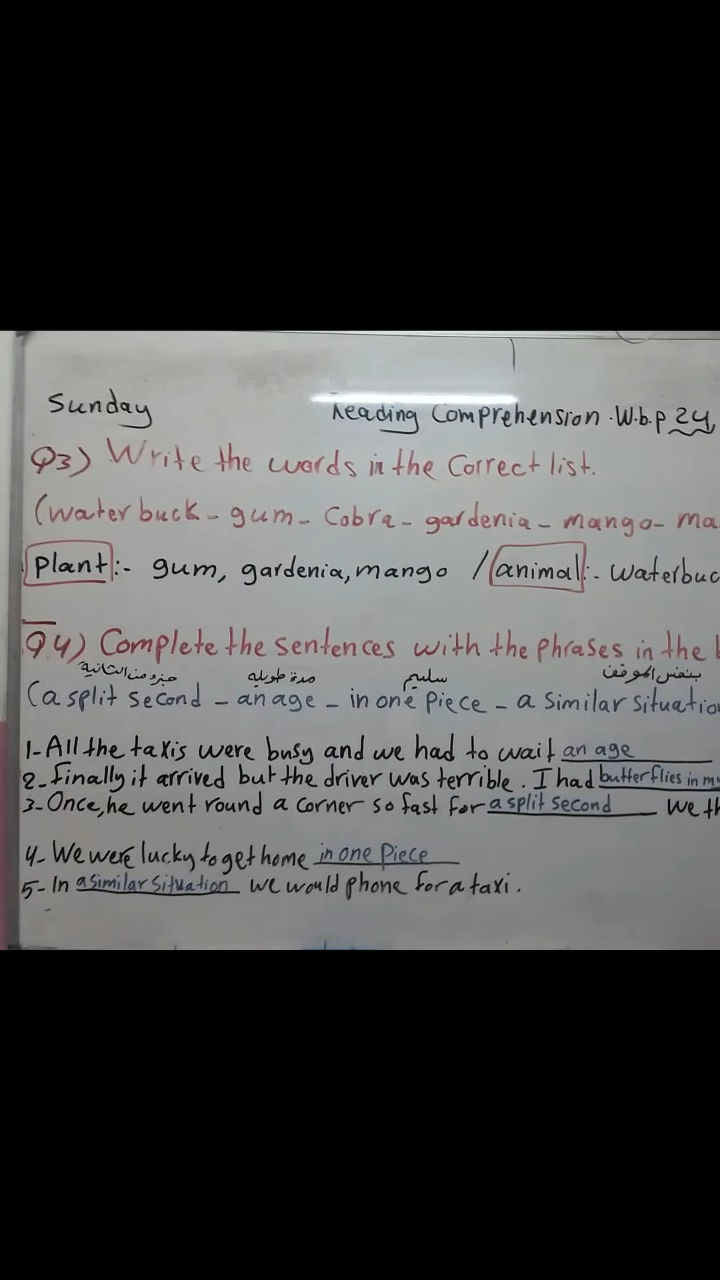 Sunday
Reading Comprehension . W.b.p 24
Q3) Write the words in the Correct list.
(waterbuck - gum - Cobra - gardenia - mango - ma
Plant :- gum, gardenia, mango / animal :- waterbuc
Q4) Complete the sentences with the phrases in the b
جزء من الثانية مدة طويله سليم بنفس الموقف
(a split second - an age - in one piece - a similar situatio
1- All the taxis were busy and we had to wait an age
2- finally it arrived but the driver was terrible. I had butterflies in my
3- Once, he went round a corner so fast for a split second we th
4- We were lucky to get home in one piece
5- In a similar situation we would phone for a taxi.